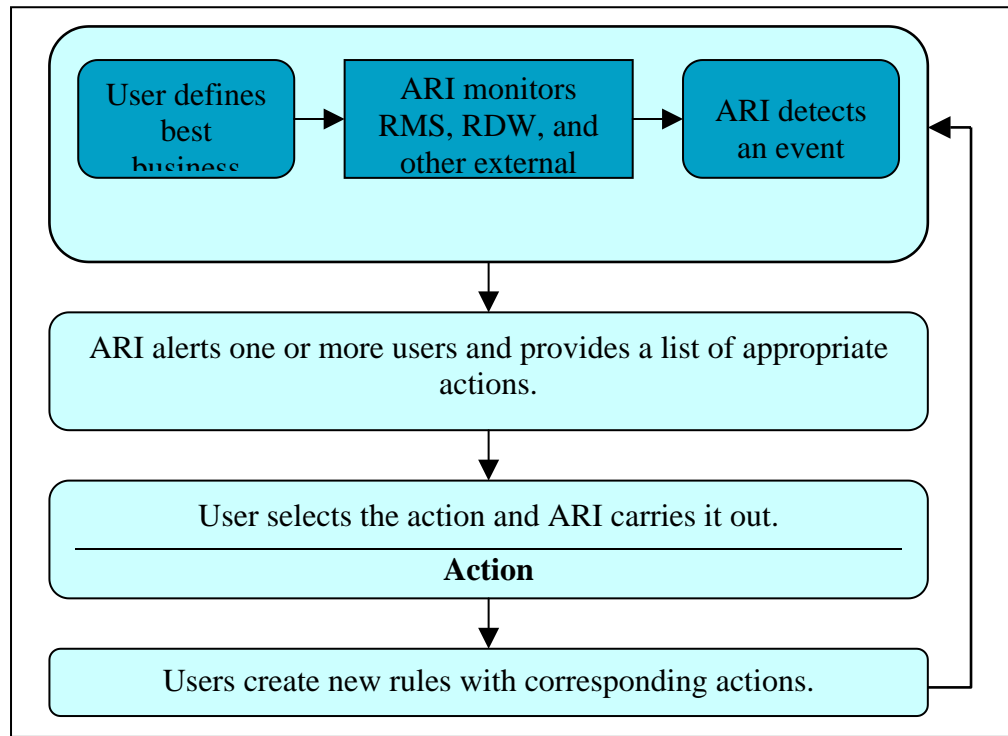 User defines
best
business
ARI monitors
RMS, RDW, and
other external
ARI detects
an event
ARI alerts one or more users and provides a list of appropriate
actions.
User selects the action and ARI carries it out.
Action
Users create new rules with corresponding actions.